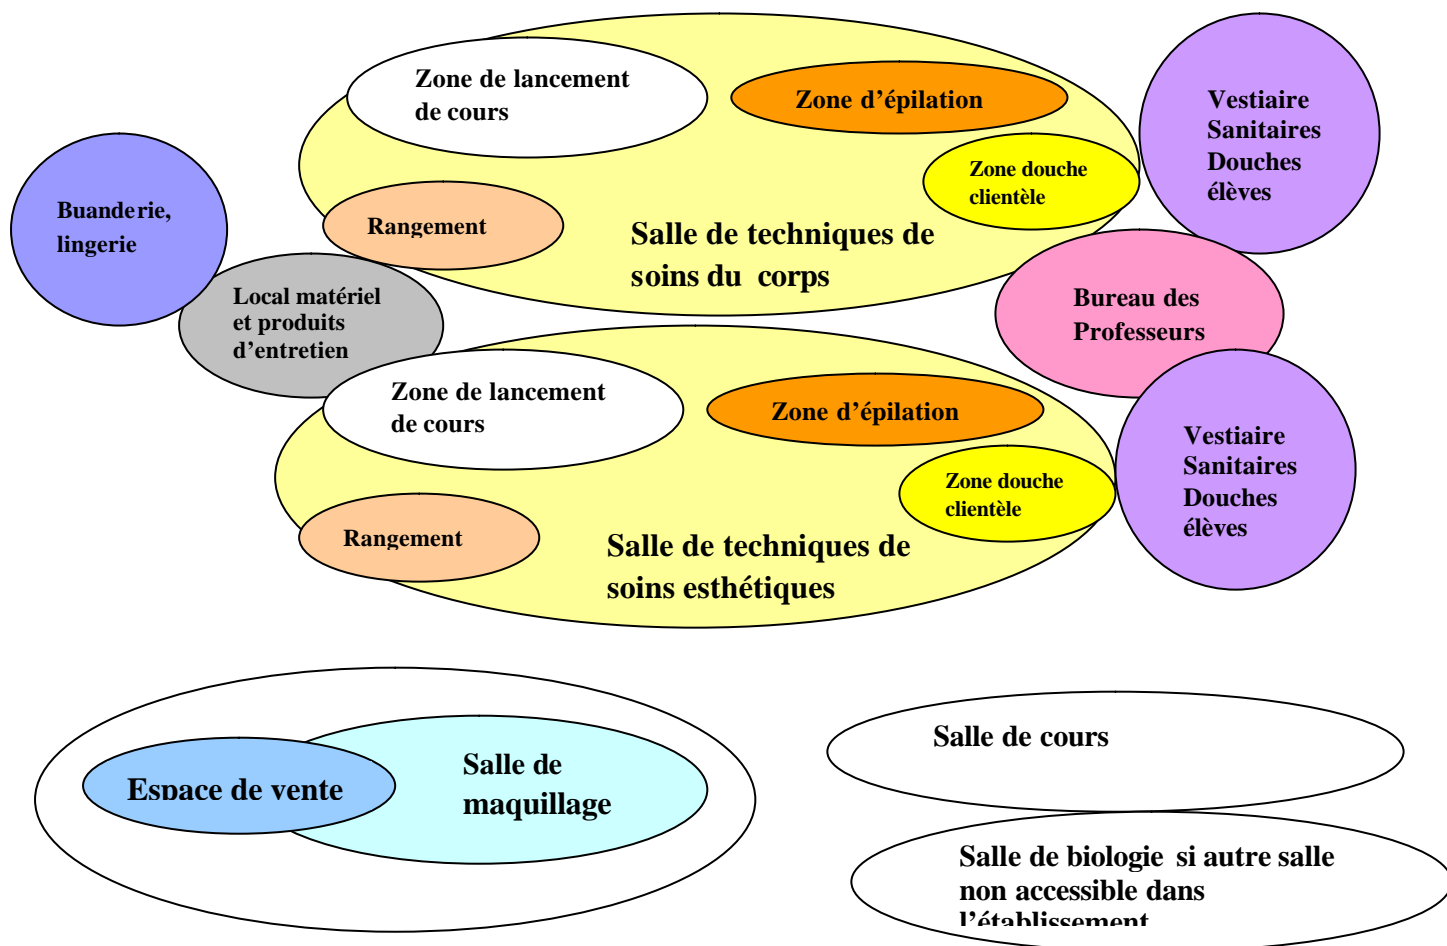 Zone de lancement
de cours
Zone d'épilation
Vestiaire
Sanitaires
Douches
élèves
Zone douche
clientèle
Buanderie,
lingerie
Rangement
Salle de techniques de
soins du corps
Local matériel
et produits
d'entretien
Bureau des
Professeurs
Zone de lancement
de cours
Zone d'épilation
Vestiaire
Sanitaires
Douches
élèves
Zone douche
clientèle
Rangement
Salle de techniques de
soins esthétiques
Espace de vente
Salle de
maquillage
Salle de cours
Salle de biologie si autre salle
non accessible dans
l'établissement